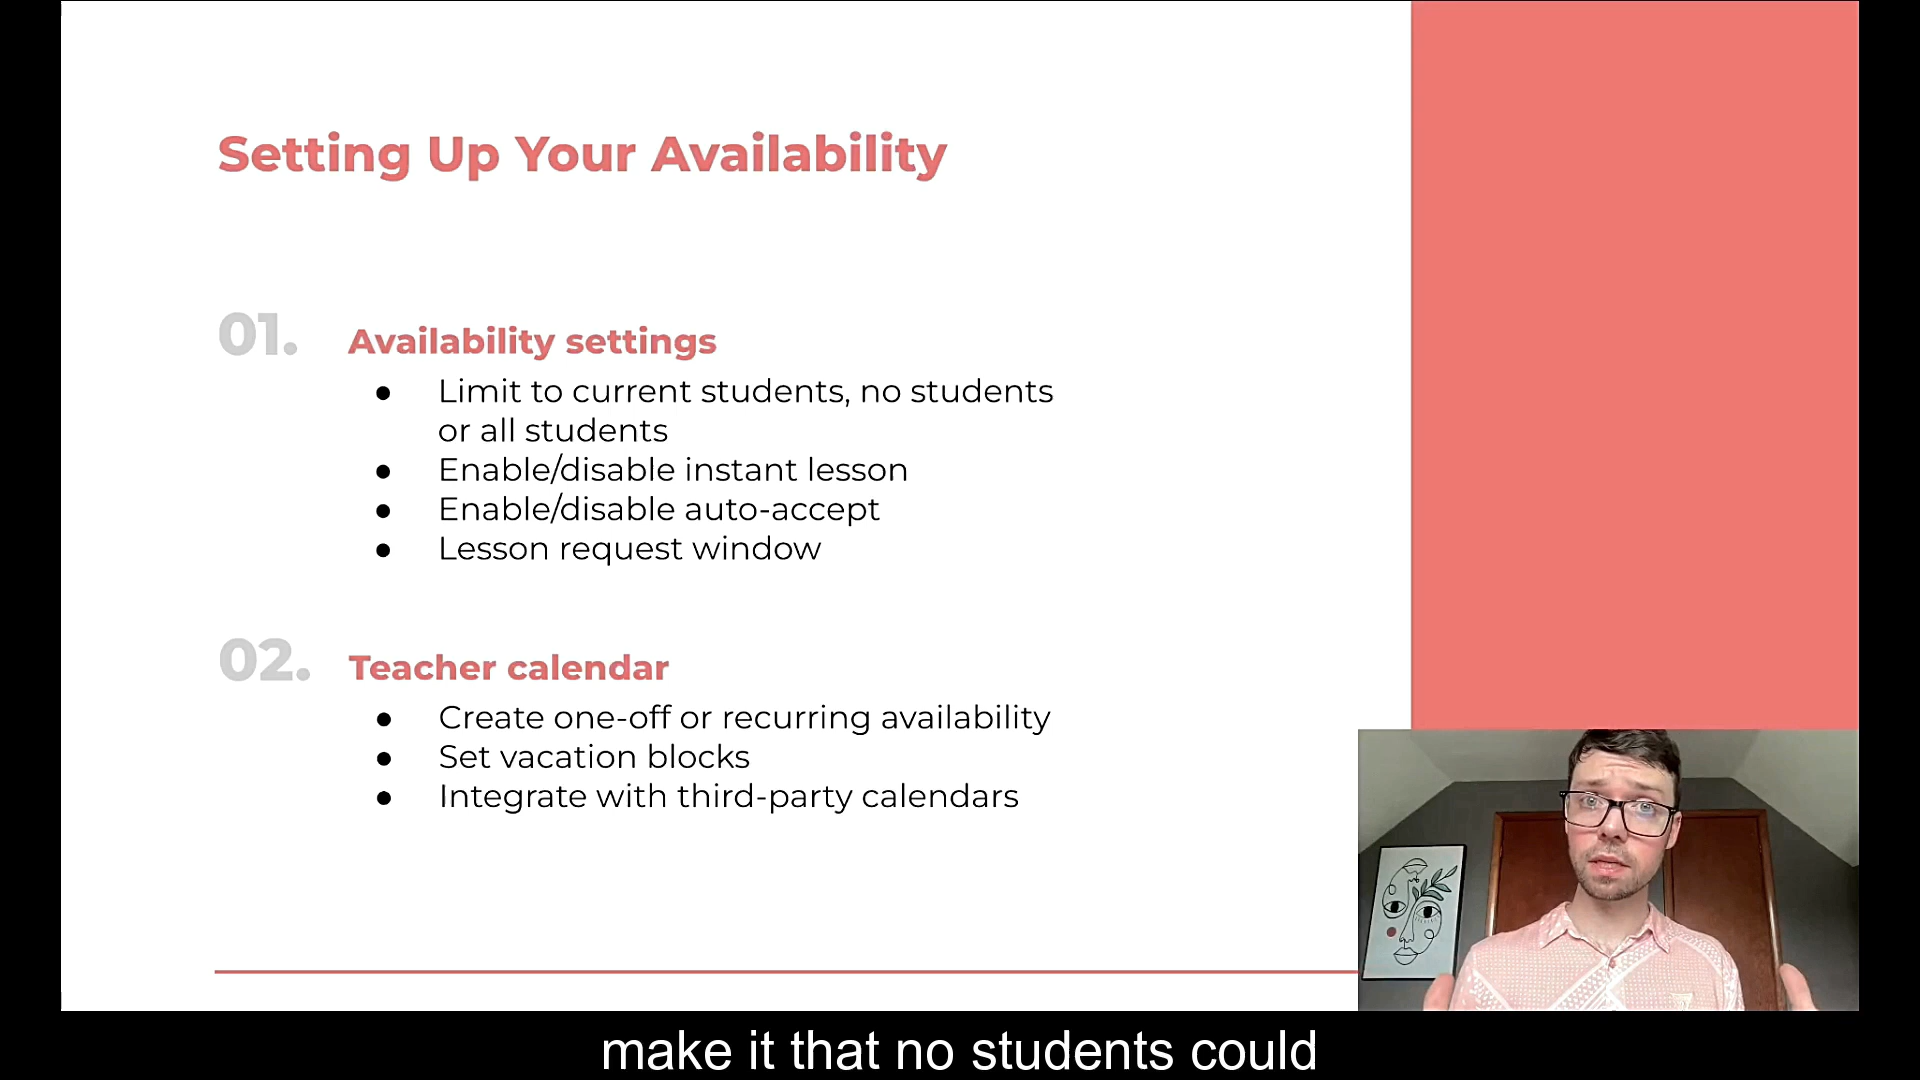 Setting Up Your Availability
01. Availability settings
● Limit to current students, no students
or all students
● Enable/disable instant lesson
● Enable/disable auto-accept
● Lesson request window
02. Teacher calendar
● Create one-off or recurring availability
● Set vacation blocks
● Integrate with third-party calendars
make it that no students could